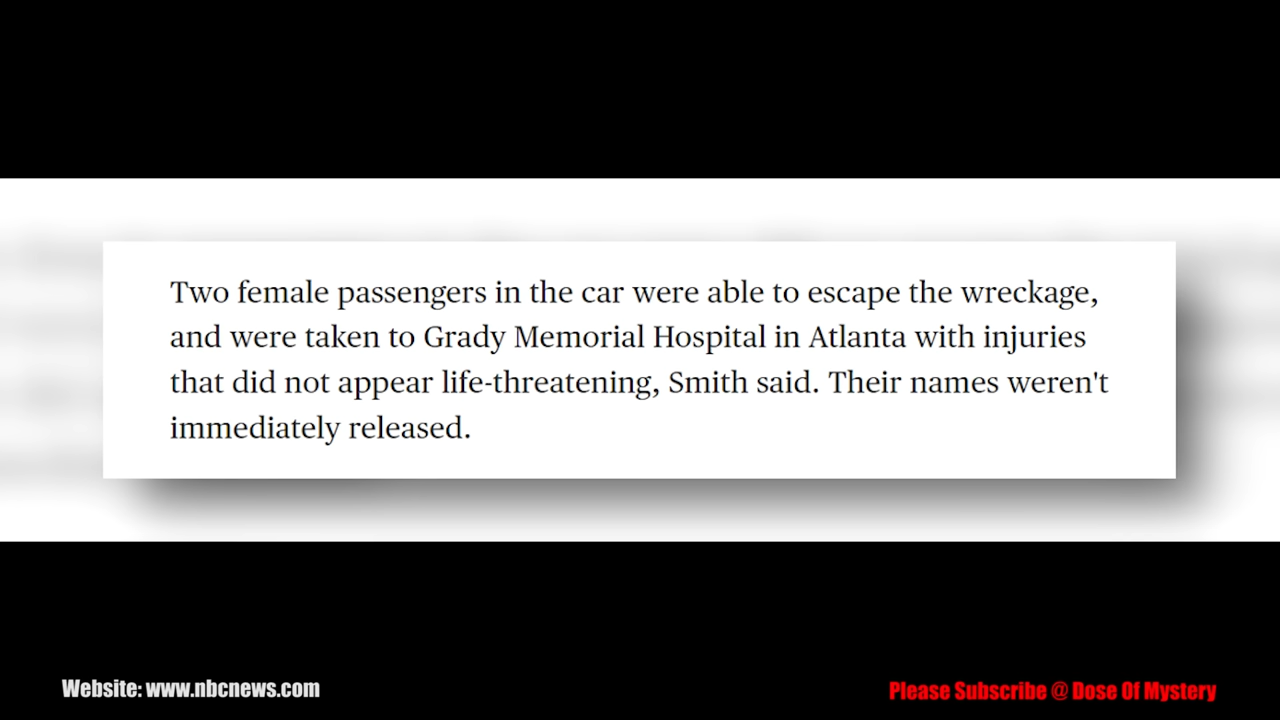 Two female passengers in the car were able to escape the wreckage,
and were taken to Grady Memorial Hospital in Atlanta with injuries
that did not appear life-threatening, Smith said. Their names weren't
immediately released.
Website: www.nbcnews.com
Please Subscribe @ Dose Of Mystery